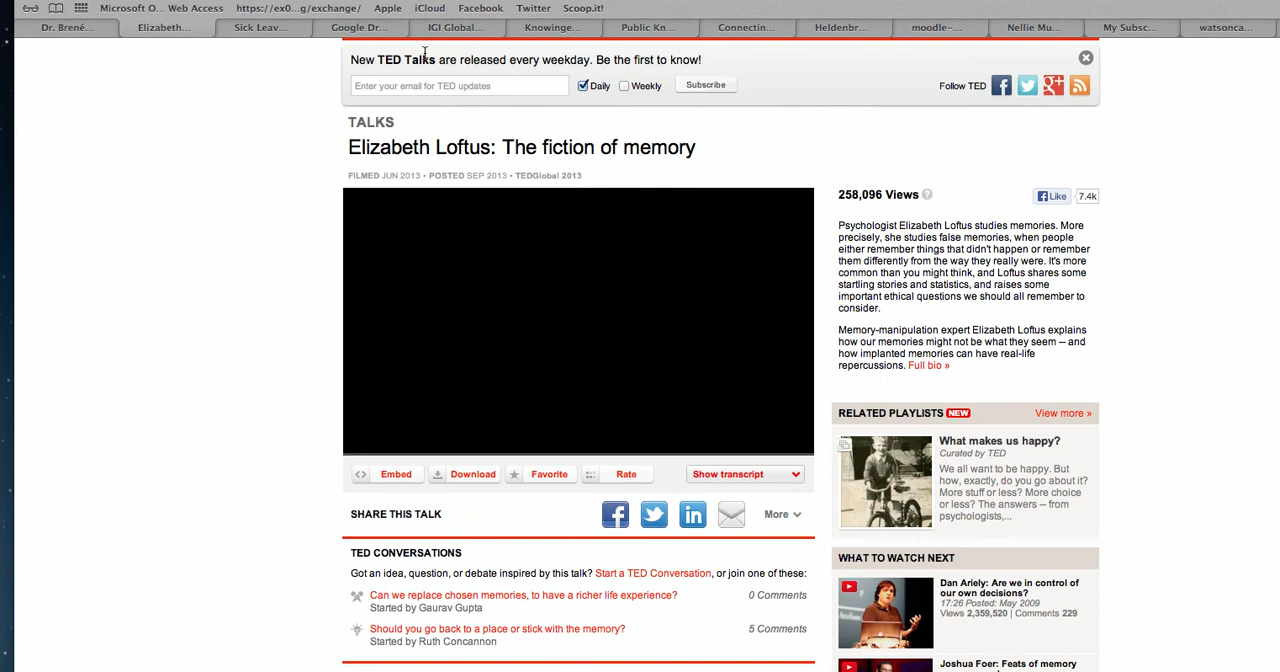 Microsoft O... Web Access https://ex0...g/exchange/ Apple iCloud Facebook Twitter Scoop.it!
Dr. Brené... Elizabeth... Sick Leav... Google Dr... IGI Global... Knowinge... Public Kn... Connectin... Heldenbr... moodle-... Nellie Mu... My Subsc... watsonca...
New TED Talks are released every weekday. Be the first to know!
Enter your email for TED updates Daily Weekly Subscribe
Follow TED
TALKS
Elizabeth Loftus: The fiction of memory
FILMED JUN 2013 • POSTED SEP 2013 • TEDGlobal 2013
258,096 Views ?
Like 7.4k
Psychologist Elizabeth Loftus studies memories. More
precisely, she studies false memories, when people
either remember things that didn't happen or remember
them differently from the way they really were. It's more
common than you might think, and Loftus shares some
startling stories and statistics, and raises some
important ethical questions we should all remember to
consider.
Memory-manipulation expert Elizabeth Loftus explains
how our memories might not be what they seem -- and
how implanted memories can have real-life
repercussions. Full bio »
Embed Download Favorite Rate Show transcript
SHARE THIS TALK
More
TED CONVERSATIONS
Got an idea, question, or debate inspired by this talk? Start a TED Conversation, or join one of these:
Can we replace chosen memories, to have a richer life experience? 0 Comments
Started by Gaurav Gupta
Should you go back to a place or stick with the memory? 5 Comments
Started by Ruth Concannon
RELATED PLAYLISTS NEW View more »
What makes us happy?
Curated by TED
We all want to be happy. But
how, exactly, do you go about it?
More stuff or less? More choice
or less? The answers -- from
psychologists,...
WHAT TO WATCH NEXT
Dan Ariely: Are we in control of
our own decisions?
17:26 Posted: May 2009
Views 2,359,520 | Comments 229
Joshua Foer: Feats of memory